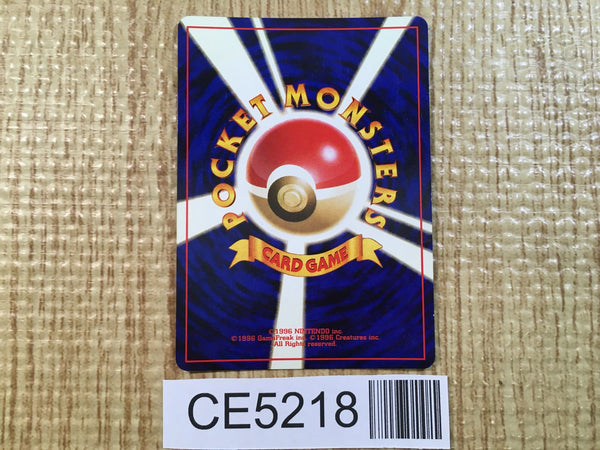 POCKET MONSTERS
CARD GAME
©1996 NINTENDO inc.
©1996 GameFreak inc. ©1996 Creatures inc.
All Rights reserved.
CE5218